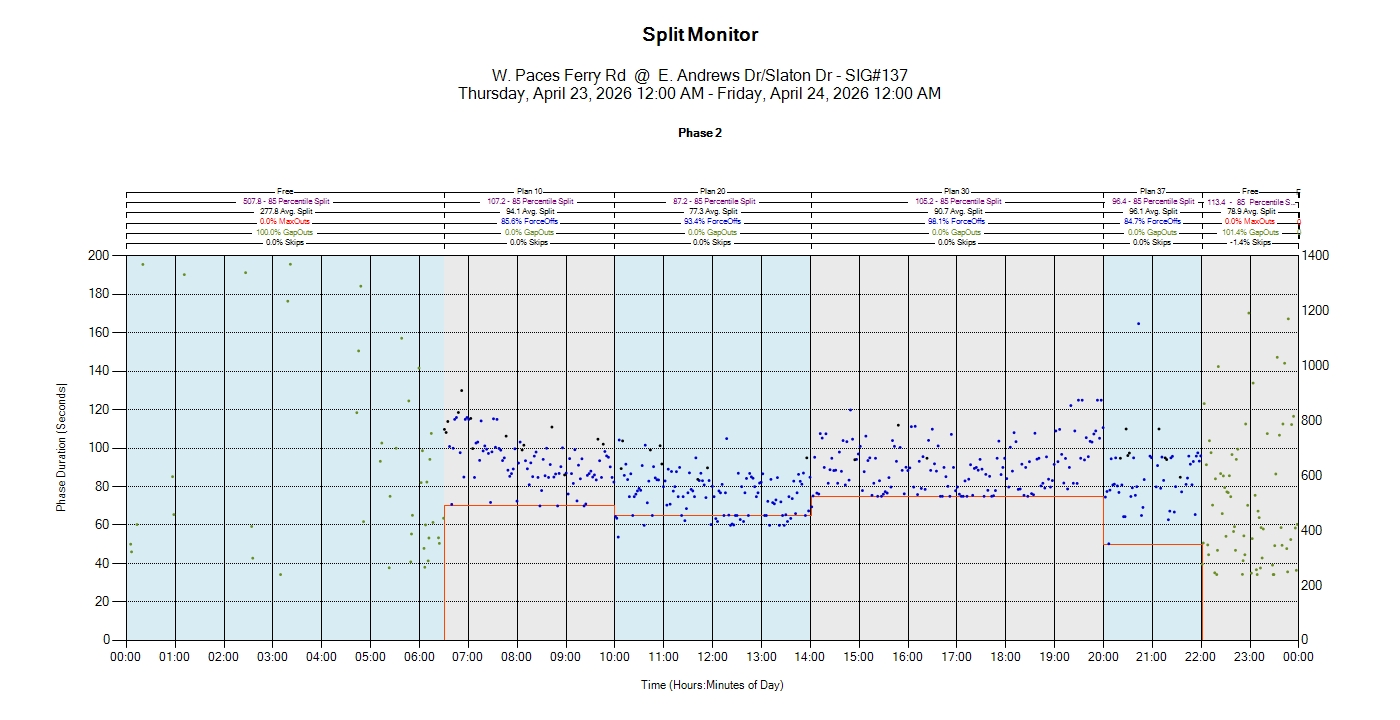 Split Monitor
W. Paces Ferry Rd @ E. Andrews Dr/Slaton Dr - SIG#137
Thursday, April 23, 2026 12:00 AM - Friday, April 24, 2026 12:00 AM
Phase 2
Free Plan 10 Plan 20 Plan 30 Plan 37 Free F
507.8 - 85 Percentile Split 107.2 - 85 Percentile Split 87.2 - 85 Percentile Split 105.2 - 85 Percentile Split 96.4 - 85 Percentile Split 113.4 - 85 Percentile S...
277.8 Avg. Split 94.1 Avg. Split 77.3 Avg. Split 90.7 Avg. Split 96.1 Avg. Split 78.9 Avg. Split
0.0% MaxOuts 85.6% ForceOffs 93.4% ForceOffs 98.1% ForceOffs 84.7% ForceOffs 0.0% MaxOuts
100.0% GapOuts 0.0% GapOuts 0.0% GapOuts 0.0% GapOuts 0.0% GapOuts 101.4% GapOuts
0.0% Skips 0.0% Skips 0.0% Skips 0.0% Skips 0.0% Skips -1.4% Skips
200 1400
180
1200
160
140
1000
120
800
100
600
80
60
400
40
200
20
0 0
Phase Duration (Seconds)
00:00 01:00 02:00 03:00 04:00 05:00 06:00 07:00 08:00 09:00 10:00 11:00 12:00 13:00 14:00 15:00 16:00 17:00 18:00 19:00 20:00 21:00 22:00 23:00 00:00
Time (Hours:Minutes of Day)